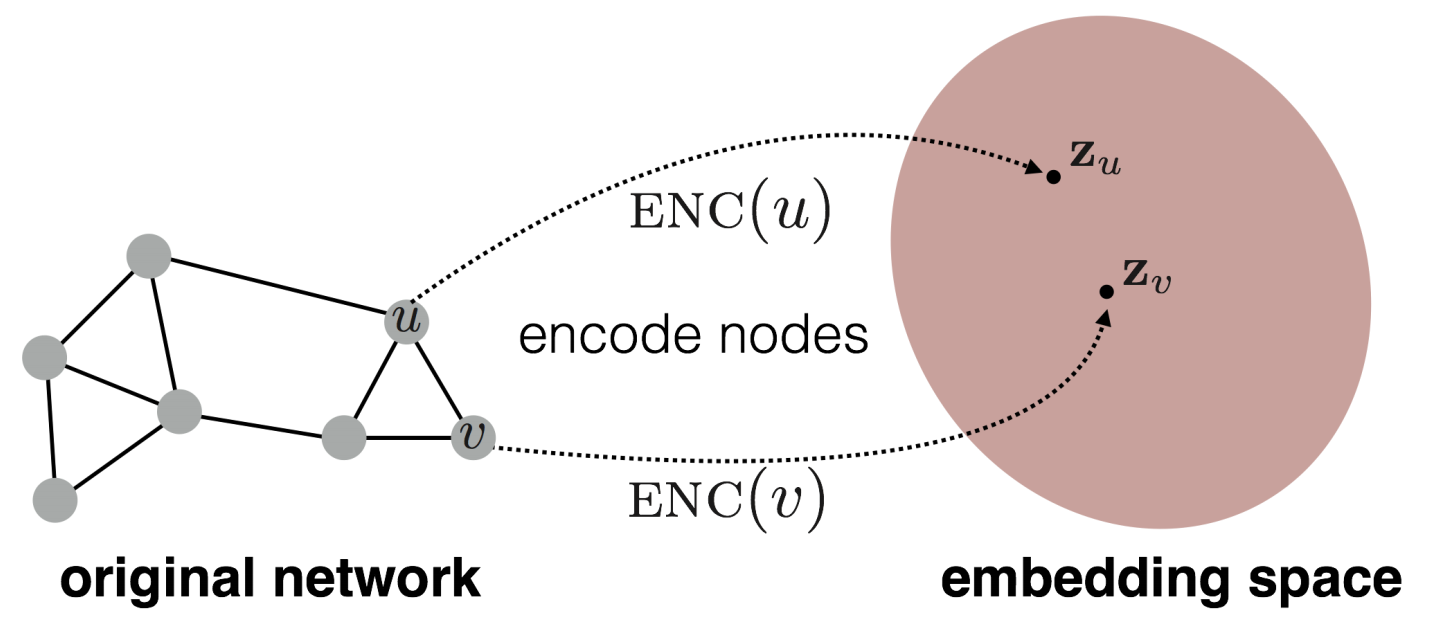 z_u
ENC(u)
z_v
u
encode nodes
v
ENC(v)
original network
embedding space